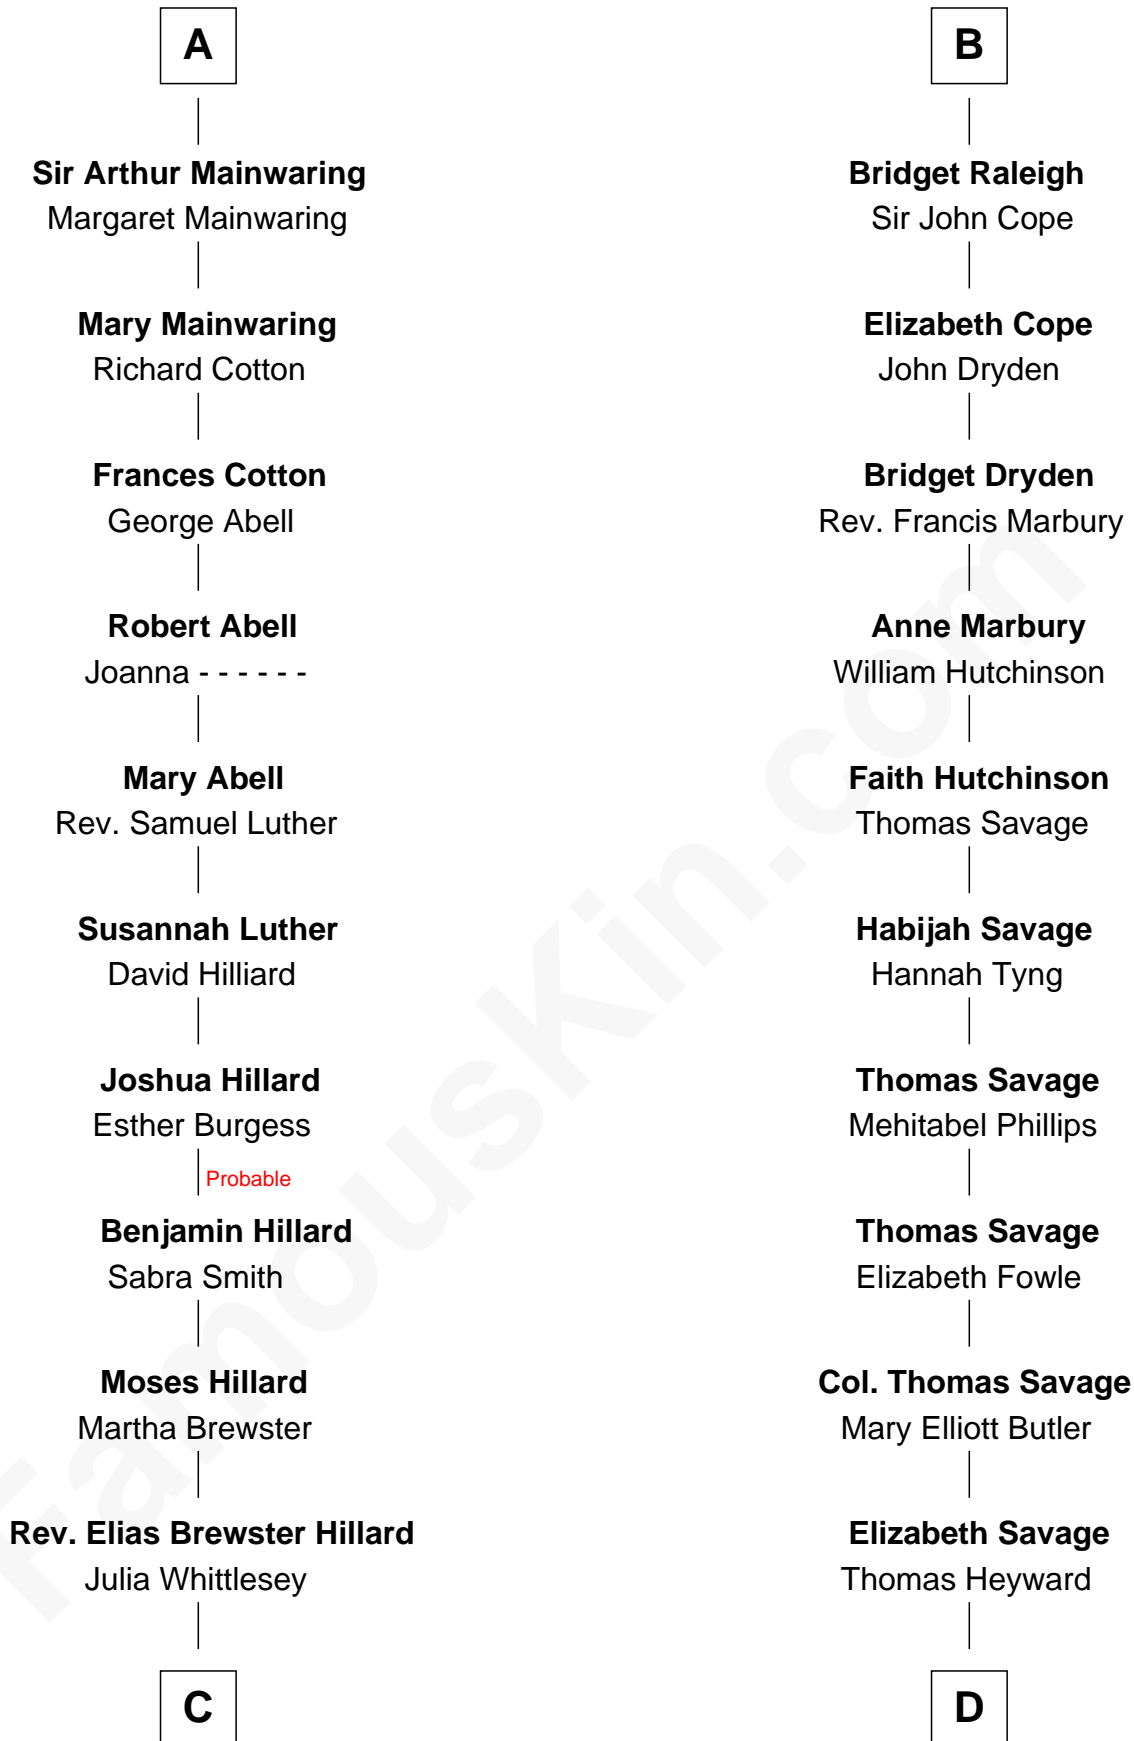 A
Sir Arthur Mainwaring
Margaret Mainwaring
Mary Mainwaring
Richard Cotton
Frances Cotton
George Abell
Robert Abell
Joanna - - - - - -
Mary Abell
Rev. Samuel Luther
Susannah Luther
David Hilliard
Joshua Hillard
Esther Burgess
Probable
Benjamin Hillard
Sabra Smith
Moses Hillard
Martha Brewster
Rev. Elias Brewster Hillard
Julia Whittlesey
C
B
Bridget Raleigh
Sir John Cope
Elizabeth Cope
John Dryden
Bridget Dryden
Rev. Francis Marbury
Anne Marbury
William Hutchinson
Faith Hutchinson
Thomas Savage
Habijah Savage
Hannah Tyng
Thomas Savage
Mehitabel Phillips
Thomas Savage
Elizabeth Fowle
Col. Thomas Savage
Mary Elliott Butler
Elizabeth Savage
Thomas Heyward
D
FamousKin.com